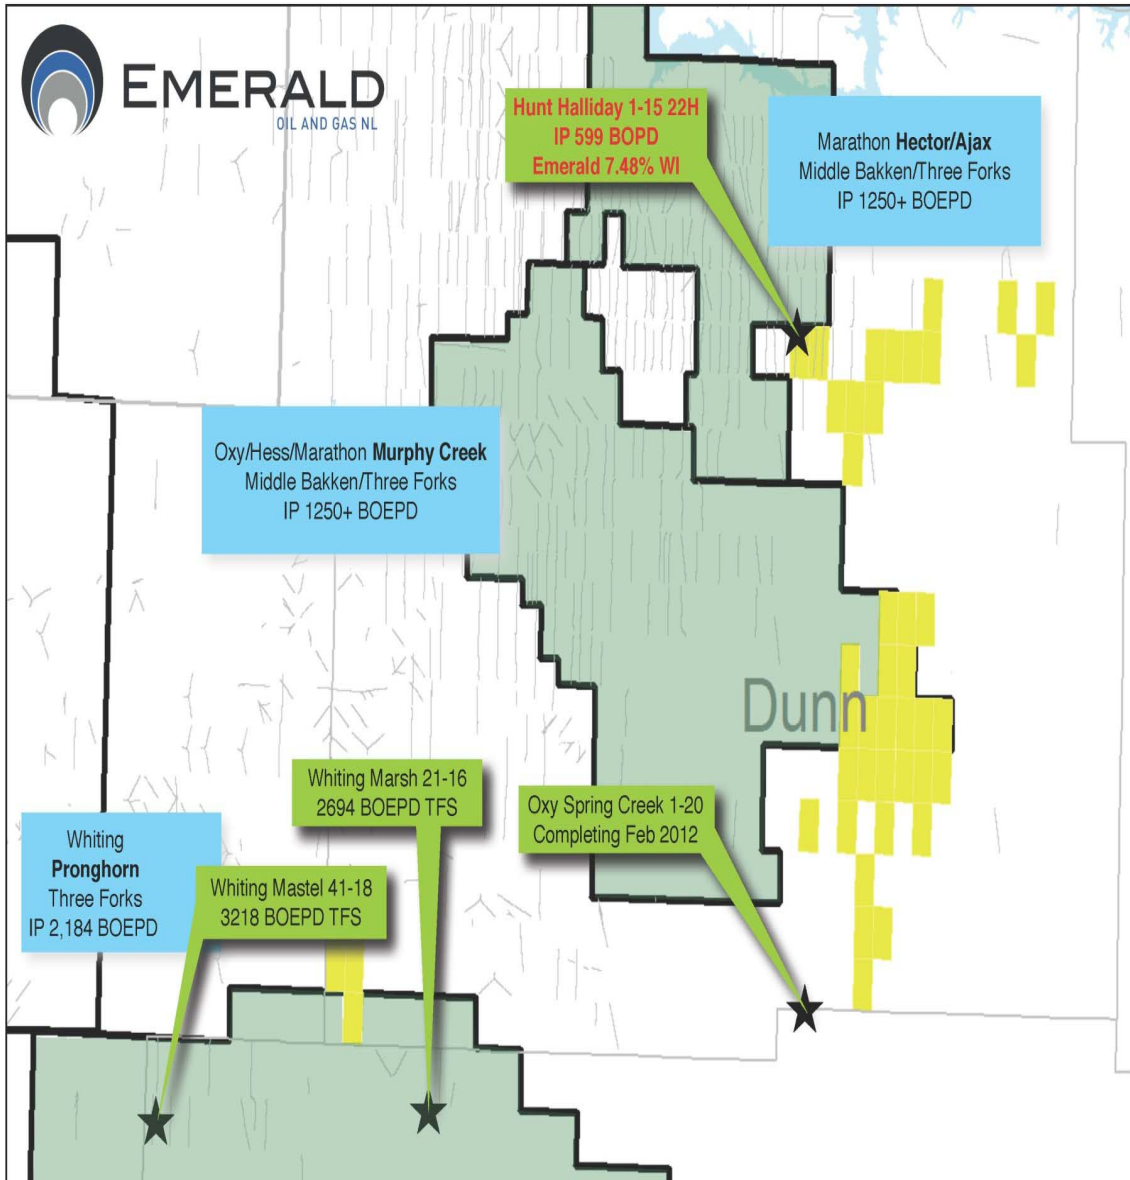 EMERALD
OIL AND GAS NL
Hunt Halliday 1-15 22H
IP 599 BOPD
Emerald 7.48% WI
Marathon Hector/Ajax
Middle Bakken/Three Forks
IP 1250+ BOEPD
Oxy/Hess/Marathon Murphy Creek
Middle Bakken/Three Forks
IP 1250+ BOEPD
Dunn
Whiting Marsh 21-16
2694 BOEPD TFS
Oxy Spring Creek 1-20
Completing Feb 2012
Whiting
Pronghorn
Three Forks
IP 2,184 BOEPD
Whiting Mastel 41-18
3218 BOEPD TFS